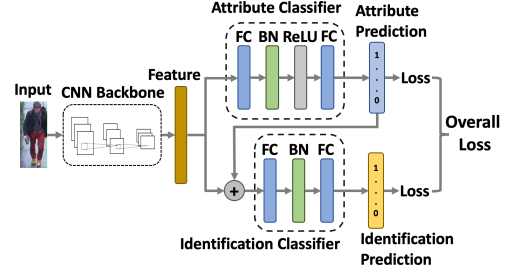 Attribute Classifier
Attribute
Prediction
FC BN ReLU FC
1
.
.
.
0
Loss
Feature
Input
CNN Backbone
Overall
Loss
+
FC BN FC
1
.
.
.
0
Loss
Identification Classifier
Identification
Prediction